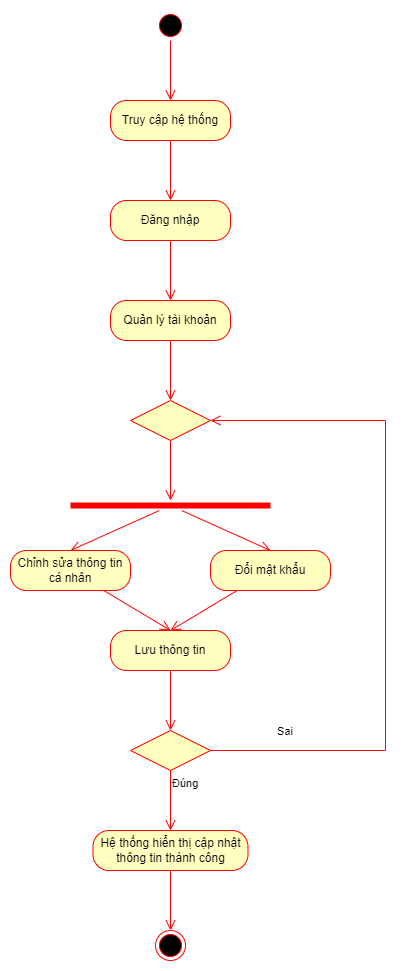 Truy cập hệ thống
Đăng nhập
Quản lý tài khoản
Chỉnh sửa thông tin
cá nhân
Đổi mật khẩu
Lưu thông tin
Sai
Đúng
Hệ thống hiển thị cập nhật
thông tin thành công